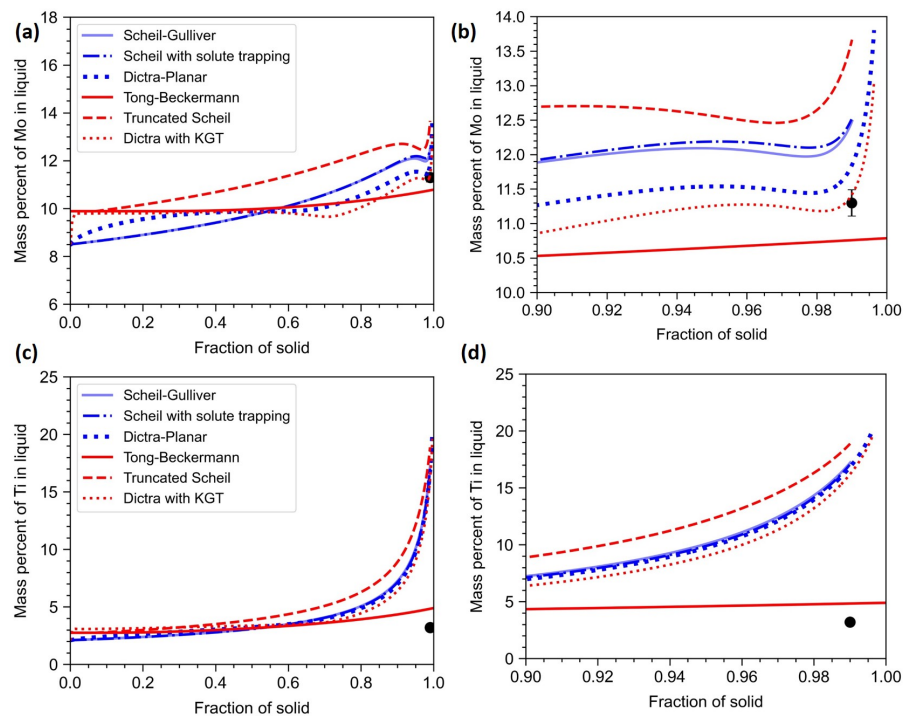 (a)
18
16
14
12
10
8
6
4
Mass percent of Mo in liquid
Scheil-Gulliver
Scheil with solute trapping
Dictra-Planar
Tong-Beckermann
Truncated Scheil
Dictra with KGT
0.0 0.2 0.4 0.6 0.8 1.0
Fraction of solid
(b)
14.0
13.5
13.0
12.5
12.0
11.5
11.0
10.5
10.0
Mass percent of Mo in liquid
0.90 0.92 0.94 0.96 0.98 1.00
Fraction of solid
(c)
25
20
15
10
5
0
Mass percent of Ti in liquid
Scheil-Gulliver
Scheil with solute trapping
Dictra-Planar
Tong-Beckermann
Truncated Scheil
Dictra with KGT
0.0 0.2 0.4 0.6 0.8 1.0
Fraction of solid
(d)
25
20
15
10
5
0
Mass percent of Ti in liquid
0.90 0.92 0.94 0.96 0.98 1.00
Fraction of solid